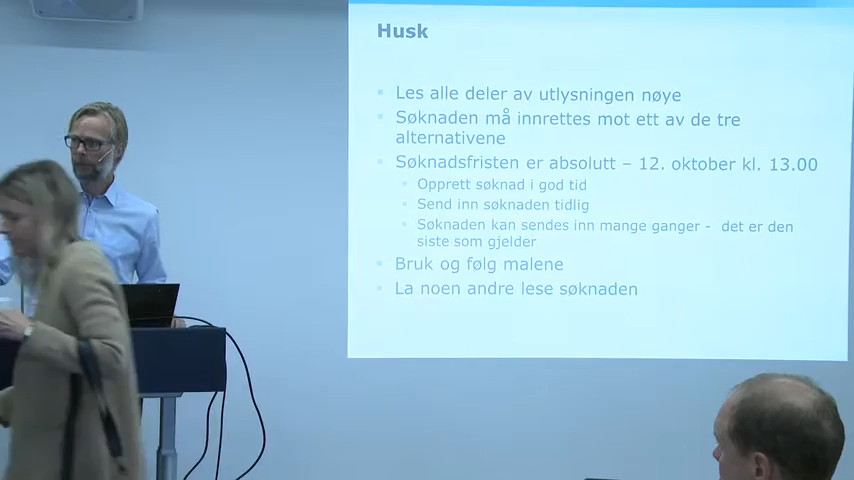 Husk
Les alle deler av utlysningen nøye
Søknaden må innrettes mot ett av de tre
alternativene
Søknadsfristen er absolutt – 12. oktober kl. 13.00
Opprett søknad i god tid
Send inn søknaden tidlig
Søknaden kan sendes inn mange ganger - det er den
siste som gjelder
Bruk og følg malene
La noen andre lese søknaden